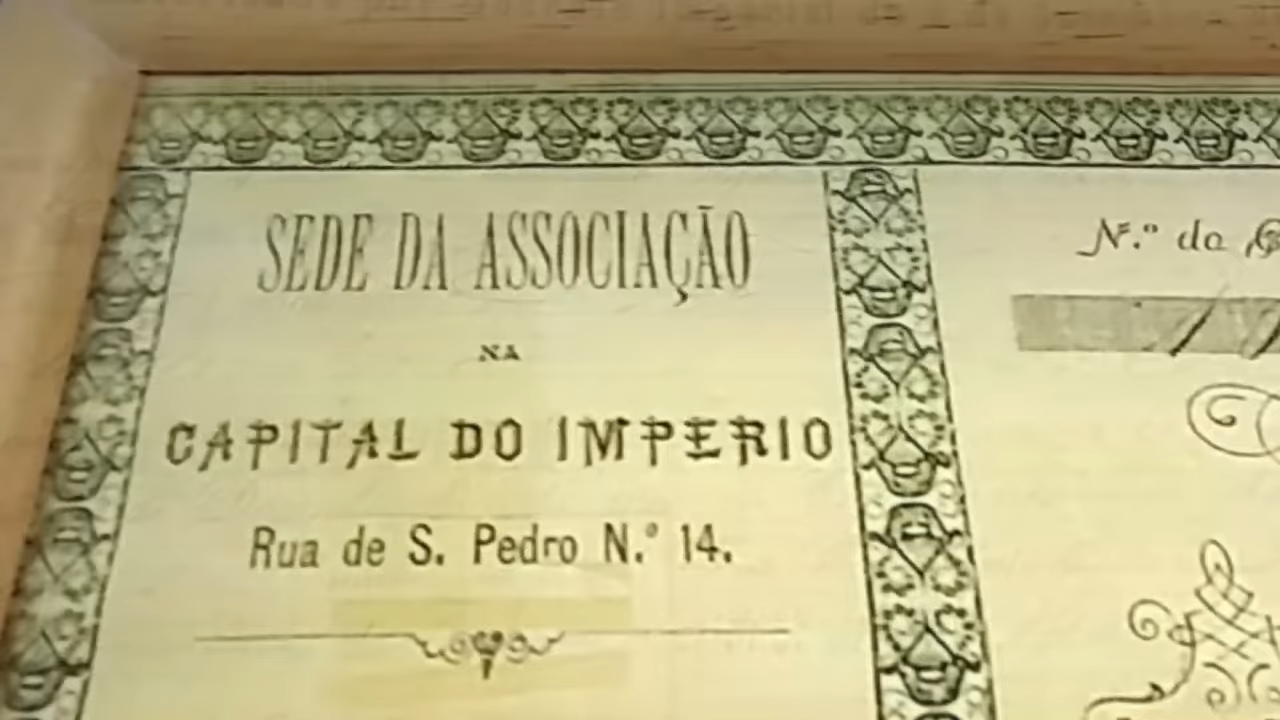 SEDE DA ASSOCIAÇÃO
NA
CAPITAL DO IMPERIO
Rua de S. Pedro N.º 14.
N.º da